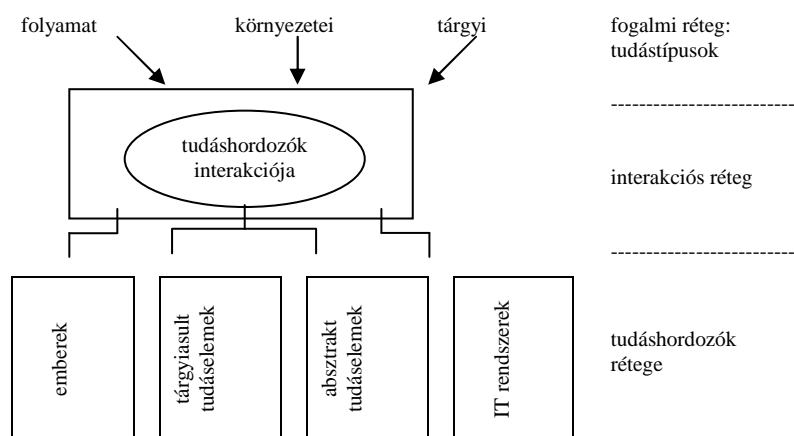 folyamat környezetei tárgyi
fogalmi réteg:
tudástípusok
tudáshordozók
interakciója
interakciós réteg
emberek
tárgyiasult
tudáselemek
absztrakt
tudáselemek
IT rendszerek
tudáshordozók
rétege